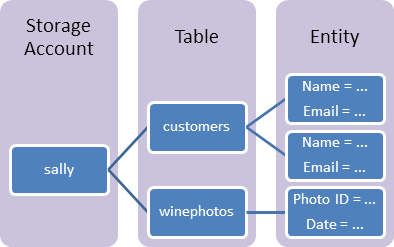 Storage
Account
Table
Entity
sally
customers
winephotos
Name = ...
Email = ...
Name = ...
Email = ...
Photo ID = ...
Date = ...